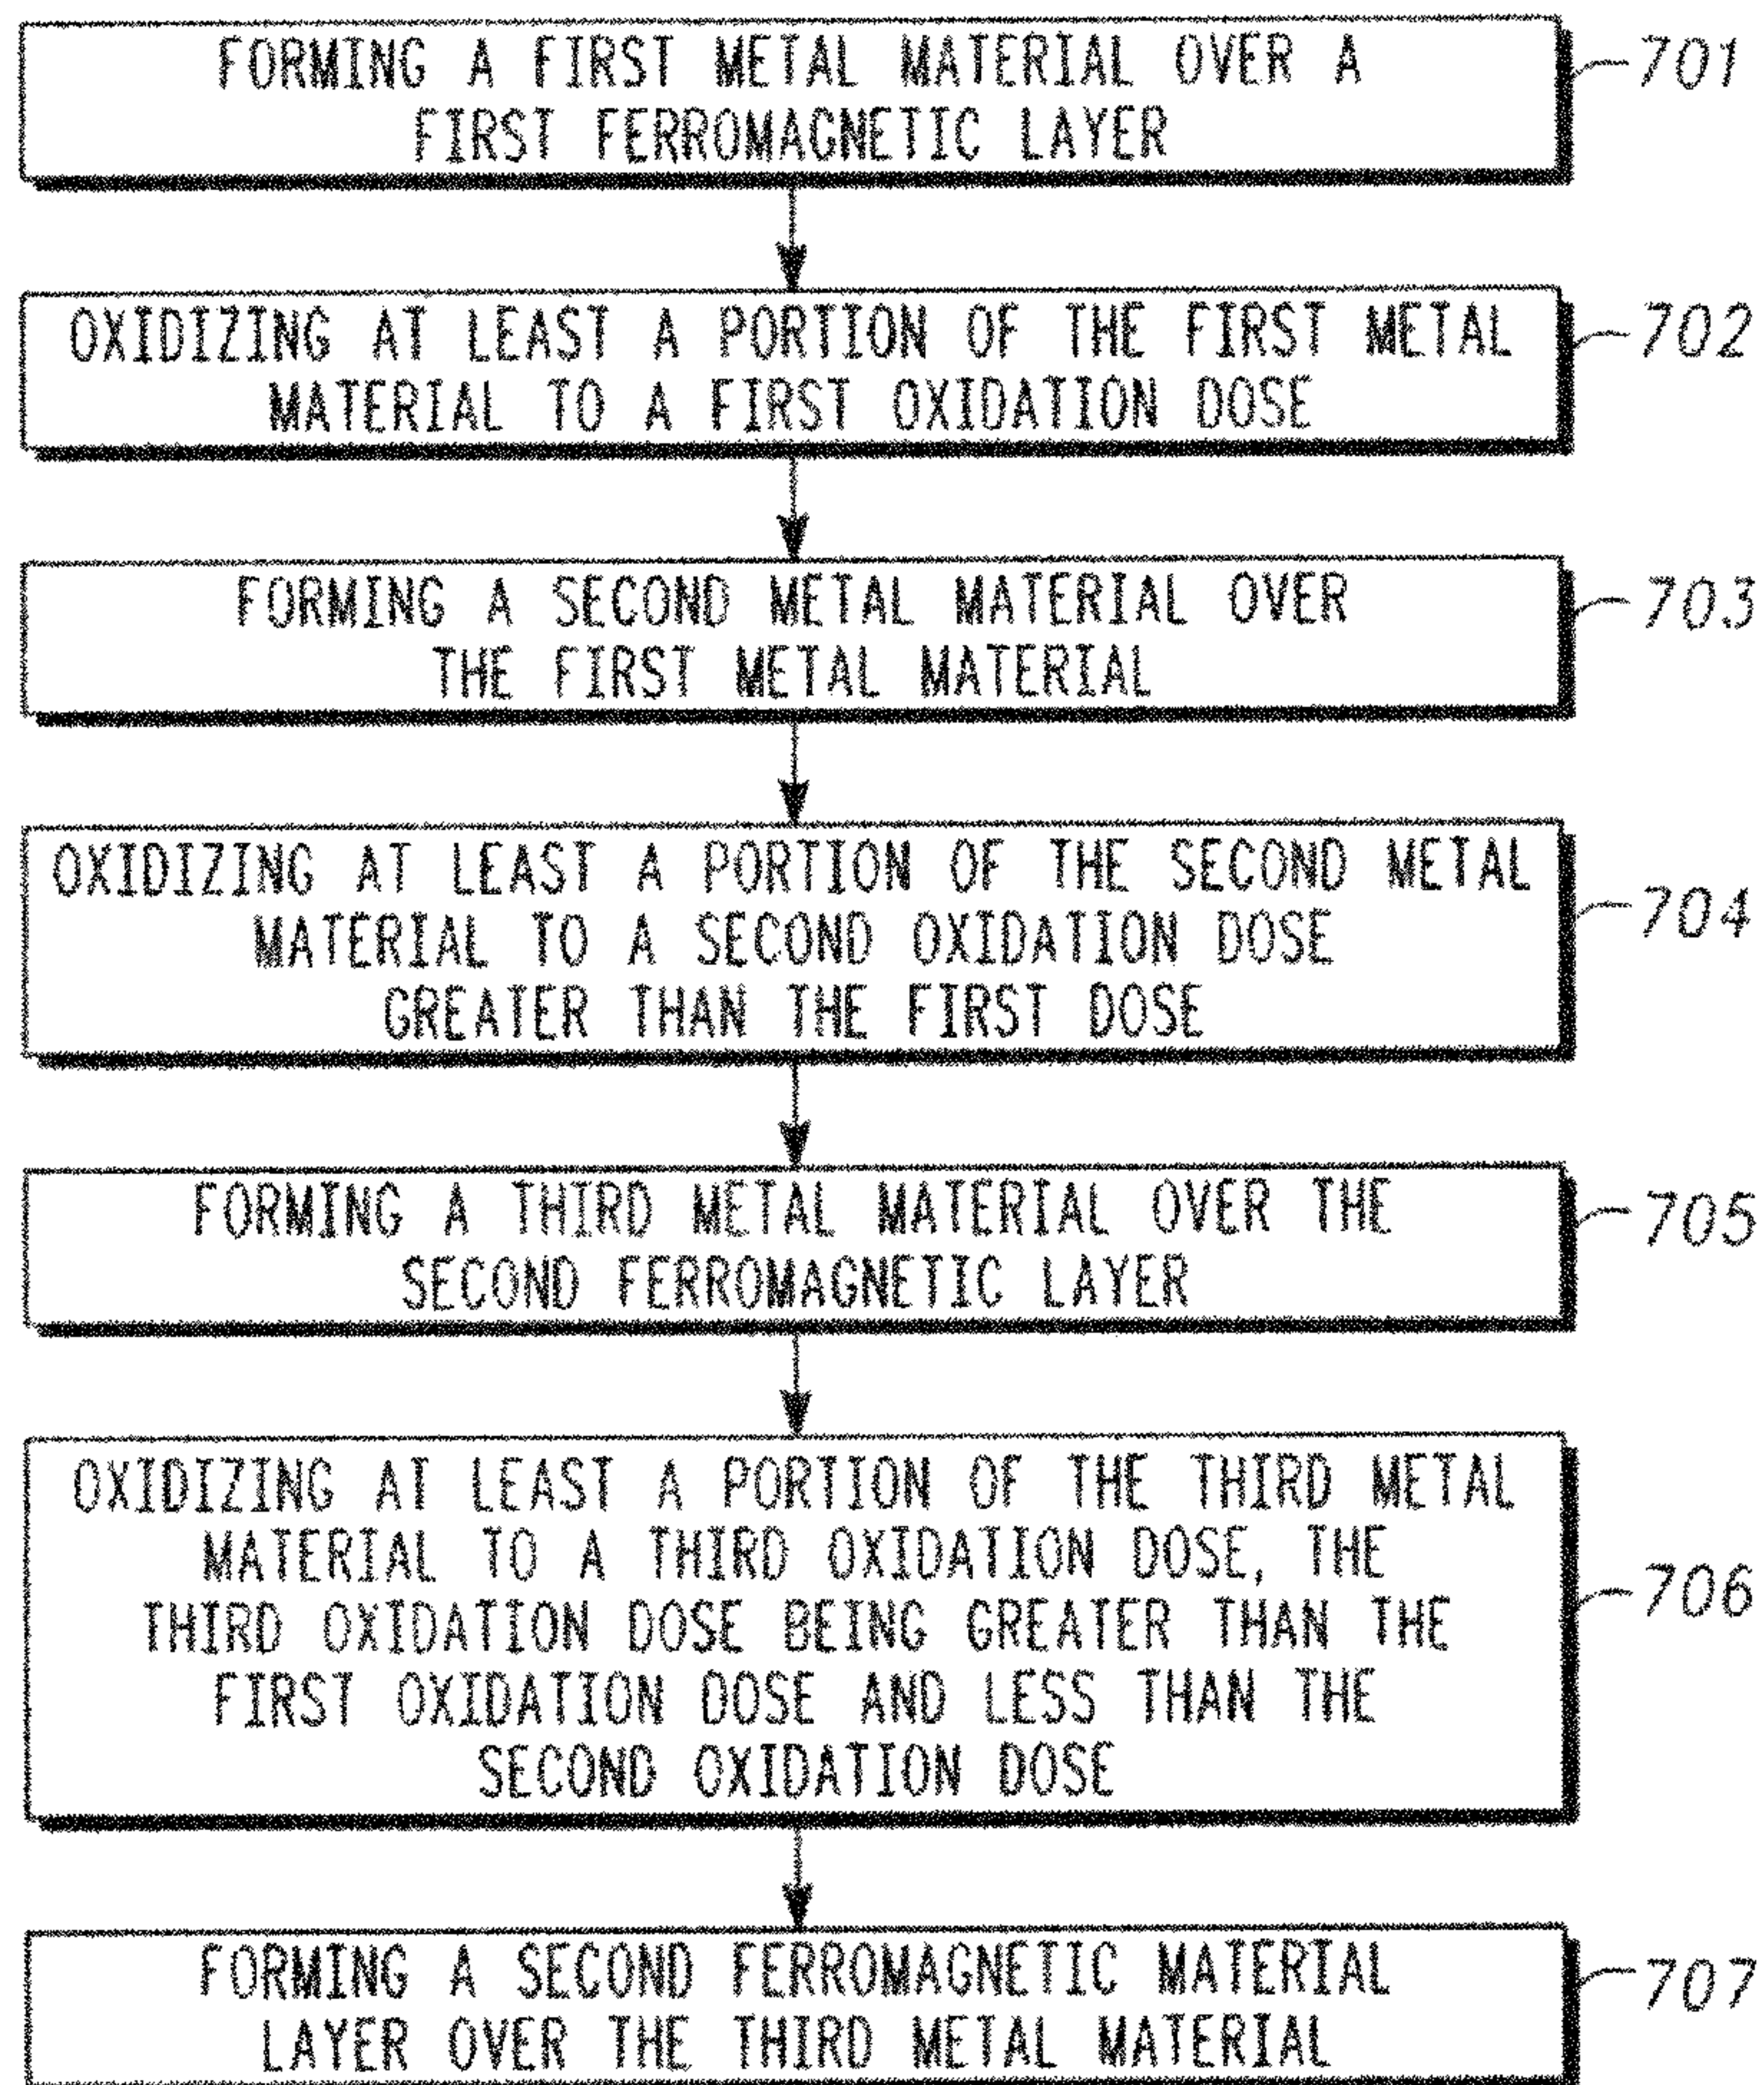 FORMING A FIRST METAL MATERIAL OVER A
FIRST FERROMAGNETIC LAYER
701
OXIDIZING AT LEAST A PORTION OF THE FIRST METAL
MATERIAL TO A FIRST OXIDATION DOSE
702
FORMING A SECOND METAL MATERIAL OVER
THE FIRST METAL MATERIAL
703
OXIDIZING AT LEAST A PORTION OF THE SECOND METAL
MATERIAL TO A SECOND OXIDATION DOSE
GREATER THAN THE FIRST DOSE
704
FORMING A THIRD METAL MATERIAL OVER THE
SECOND FERROMAGNETIC LAYER
705
OXIDIZING AT LEAST A PORTION OF THE THIRD METAL
MATERIAL TO A THIRD OXIDATION DOSE, THE
THIRD OXIDATION DOSE BEING GREATER THAN THE
FIRST OXIDATION DOSE AND LESS THAN THE
SECOND OXIDATION DOSE
706
FORMING A SECOND FERROMAGNETIC MATERIAL
LAYER OVER THE THIRD METAL MATERIAL
707